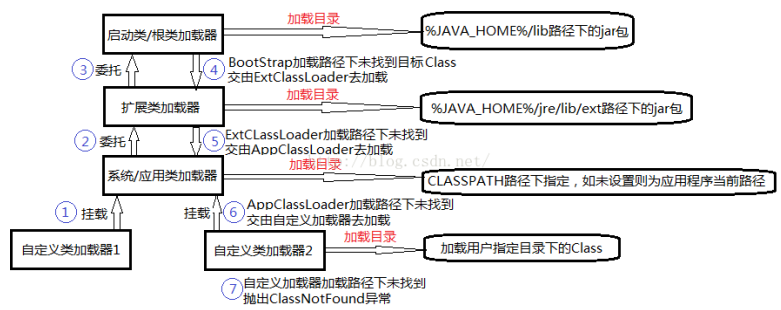 加载目录
启动类/根类加载器
%JAVA_HOME%/lib路径下的jar包
③ 委托
④ BootStrap加载路径下未找到目标Class
交由ExtClassLoader去加载
加载目录
扩展类加载器
%JAVA_HOME%/jre/lib/ext路径下的jar包
② 委托
⑤ ExtCLassLoader加载路径下未找到
交由AppClassLoader去加载
://blog.csdn.net/
加载目录
系统/应用类加载器
CLASSPATH路径下指定，如未设置则为应用程序当前路径
① 挂载
挂载
⑥ AppClassLoader加载路径下未找到
交由自定义加载器去加载
加载目录
自定义类加载器1
自定义类加载器2
加载用户指定目录下的Class
⑦ 自定义加载器加载路径下未找到
抛出ClassNotFound异常